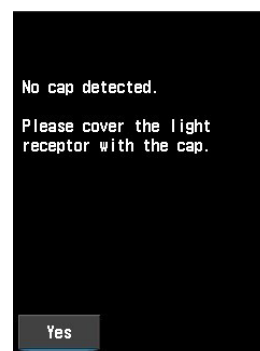 No cap detected.
Please cover the light
receptor with the cap.
Yes